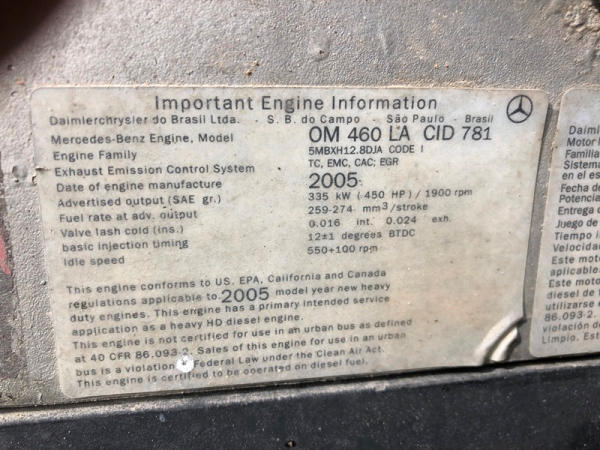 Important Engine Information
Daimlerchrysler do Brasil Ltda. - S. B. do Campo - São Paulo - Brasil
Mercedes-Benz Engine, Model OM 460 LA CID 781
Engine Family 5MBXH12.8DJA CODE I
Exhaust Emission Control System TC, EMC, CAC; EGR
Date of engine manufacture 2005
Advertised output (SAE gr.) 335 kW (450 HP) / 1900 rpm
Fuel rate at adv. output 259-274 mm³/stroke
Valve lash cold (ins.) 0.016 int. 0.024 exh.
basic injection timing 12±1 degrees BTDC
Idle speed 550+100 rpm
This engine conforms to US. EPA, California and Canada
regulations applicable to 2005 model year new heavy
duty engines. This engine has a primary intended service
application as a heavy HD diesel engine.
This engine is not certified for use in an urban bus as defined
at 40 CFR 86.093-2. Sales of this engine for use in an urban
bus is a violation of Federal Law under the Clean Air Act.
This engine is certified to be operated on diesel fuel.
Daiml
Motor
Familia
Sistema
en el es
Fecha de
Potencia
Entrega d
Juego de
Tiempo i
Velocidad
Este moto
aplicables
Este moto
diesel de
utilizarse e
86.093-2.
violación de
Limpio. Est